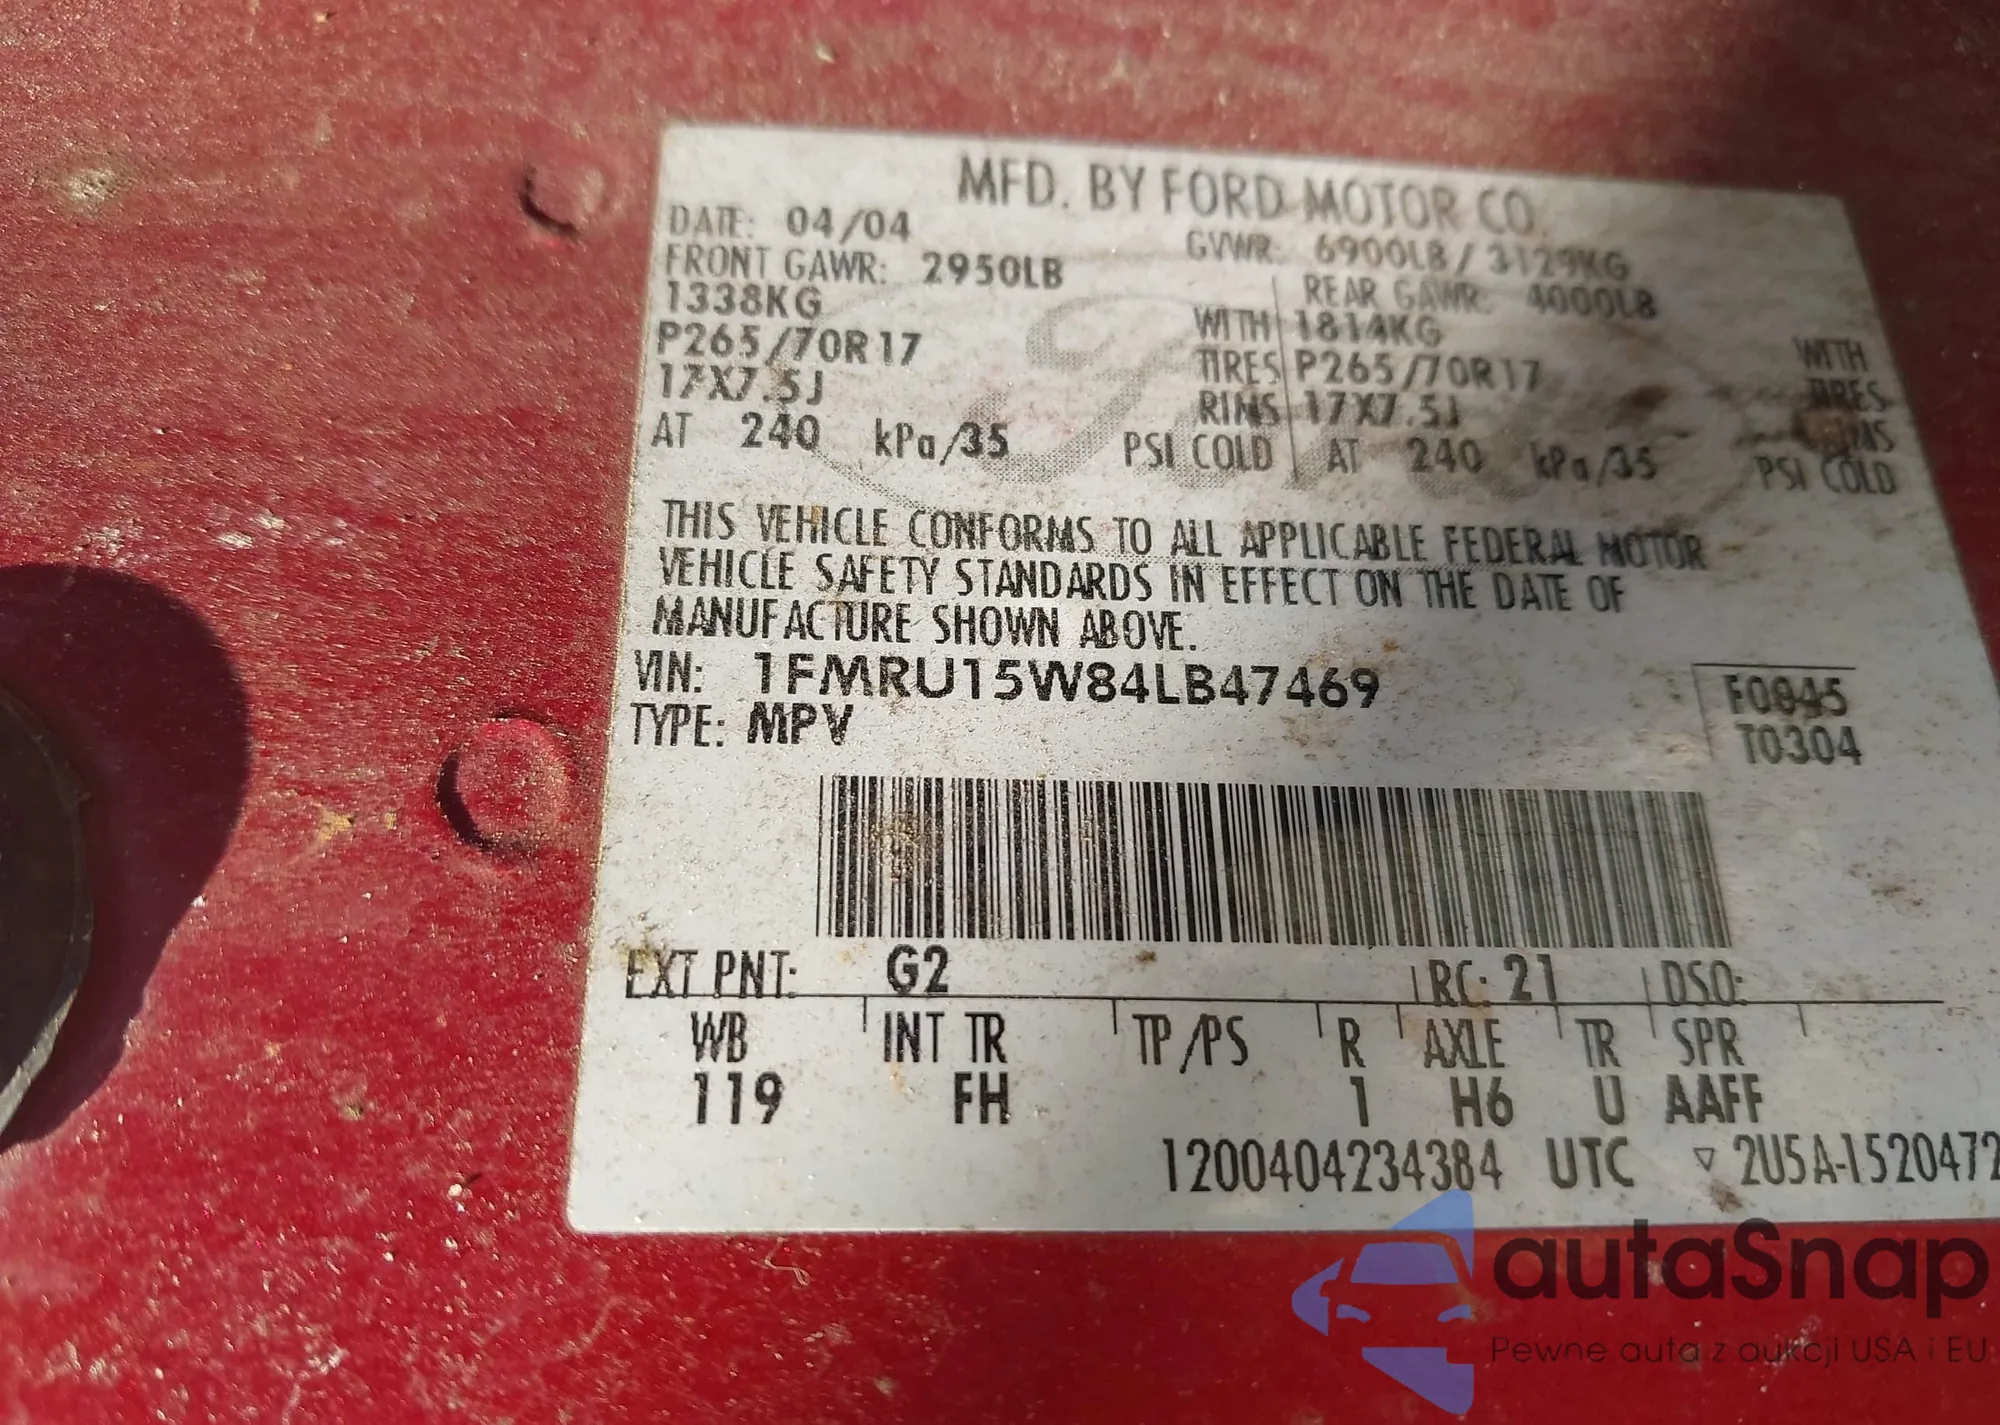 MFD. BY FORD MOTOR CO.
DATE: 04/04 GVWR: 6900LB / 3129KG
FRONT GAWR: 2950LB REAR GAWR: 4000LB
1338KG WITH 1814KG WITH
P265/70R17 TIRES P265/70R17 TIRES
17X7.5J RIMS 17X7.5J RIMS
AT 240 kPa/35 PSI COLD AT 240 kPa/35 PSI COLD
Ford
THIS VEHICLE CONFORMS TO ALL APPLICABLE FEDERAL MOTOR
VEHICLE SAFETY STANDARDS IN EFFECT ON THE DATE OF
MANUFACTURE SHOWN ABOVE.
VIN: 1FMRU15W84LB47469 F0845
TYPE: MPV T0304
EXT PNT: G2 RC: 21 DSO:
WB INT TR TP/PS R AXLE TR SPR
119 FH 1 H6 U AAFF
1200404234384 UTC ▽ 2U5A-1520472
autaSnap
Pewne auta z aukcji USA i EU